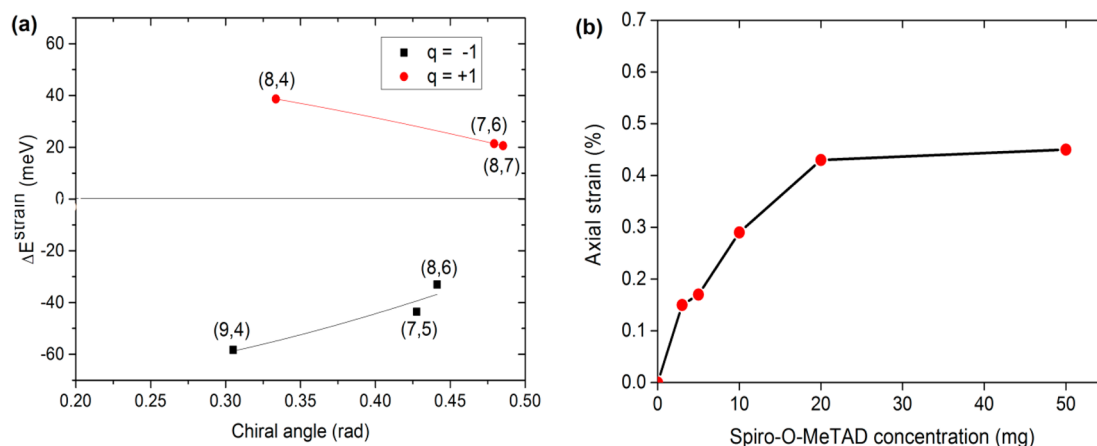 (a)
60
40
20
0
-20
-40
-60
ΔE^strain (meV)
q = -1
q = +1
(8,4)
(7,6)
(8,7)
(8,6)
(7,5)
(9,4)
0.20 0.25 0.30 0.35 0.40 0.45 0.50
Chiral angle (rad)
(b)
0.7
0.6
0.5
0.4
0.3
0.2
0.1
0.0
Axial strain (%)
0 10 20 30 40 50
Spiro-O-MeTAD concentration (mg)